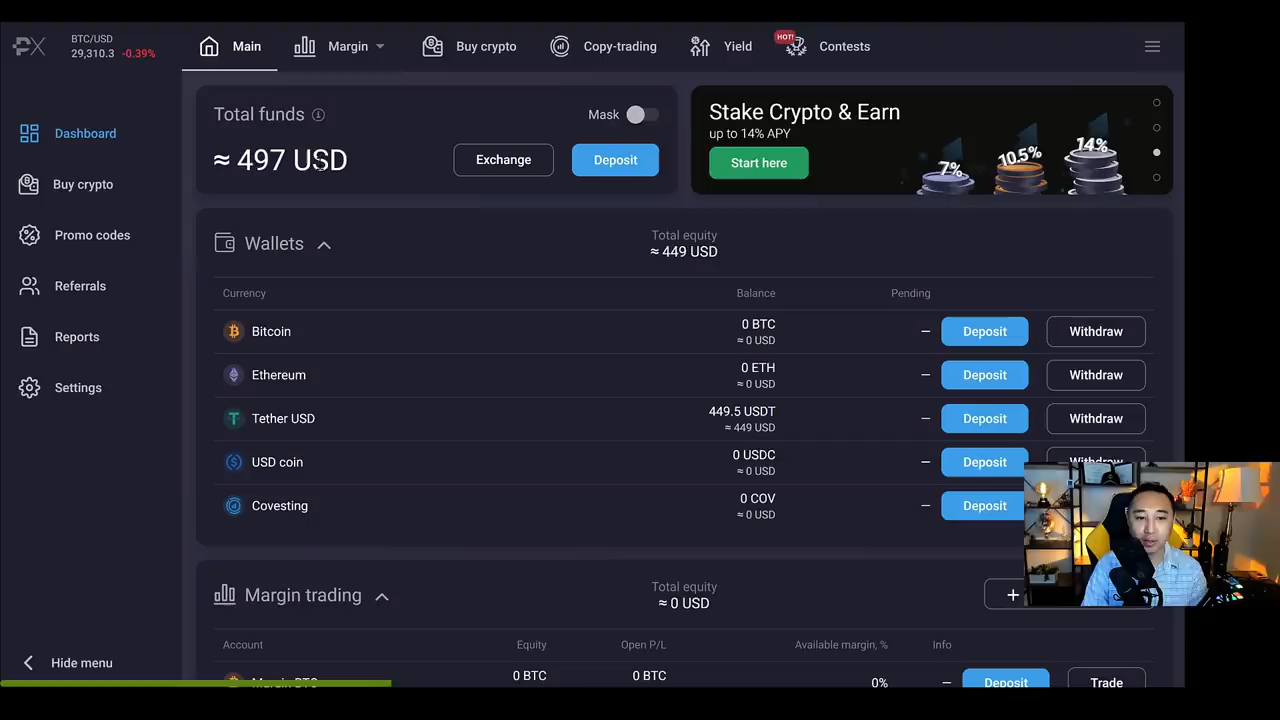 PX
BTC/USD
29,310.3 -0.39%
Main
Margin
Buy crypto
Copy-trading
Yield
HOT!
Contests
Dashboard
Buy crypto
Promo codes
Referrals
Reports
Settings
Hide menu
Total funds
Mask
≈ 497 USD
Exchange
Deposit
Stake Crypto & Earn
up to 14% APY
Start here
7%
10.5%
14%
Wallets
Total equity
≈ 449 USD
Currency Balance Pending
Bitcoin 0 BTC – Deposit Withdraw
≈ 0 USD
Ethereum 0 ETH – Deposit Withdraw
≈ 0 USD
Tether USD 449.5 USDT – Deposit Withdraw
≈ 449 USD
USD coin 0 USDC – Deposit Withdraw
≈ 0 USD
Covesting 0 COV – Deposit
≈ 0 USD
Margin trading
Total equity
≈ 0 USD
+
Account Equity Open P/L Available margin, % Info
Margin BTC 0 BTC 0 BTC 0% – Deposit Trade